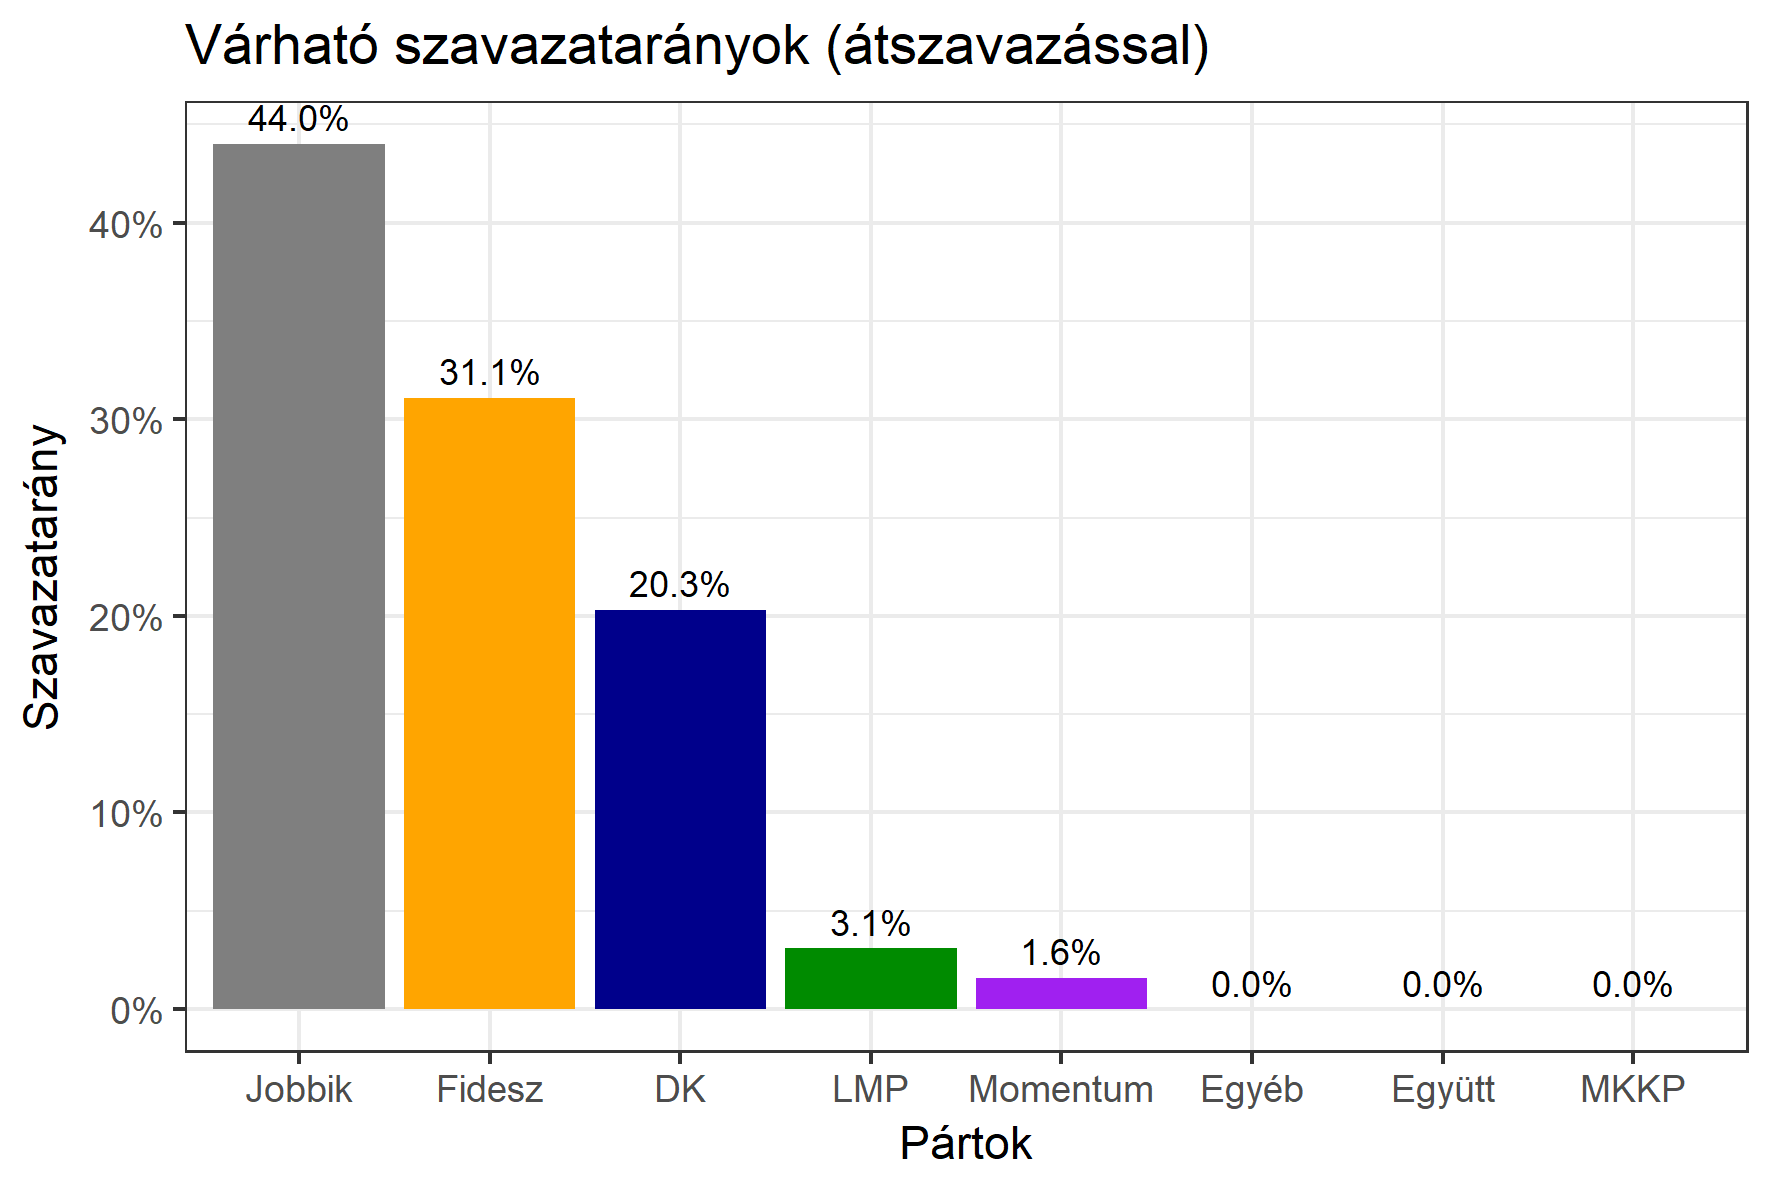 Várható szavazatarányok (átszavazással)
44.0%
31.1%
20.3%
3.1%
1.6%
0.0%
0.0%
0.0%
40%
30%
20%
10%
0%
Szavazatarány
Jobbik
Fidesz
DK
LMP
Momentum
Egyéb
Együtt
MKKP
Pártok